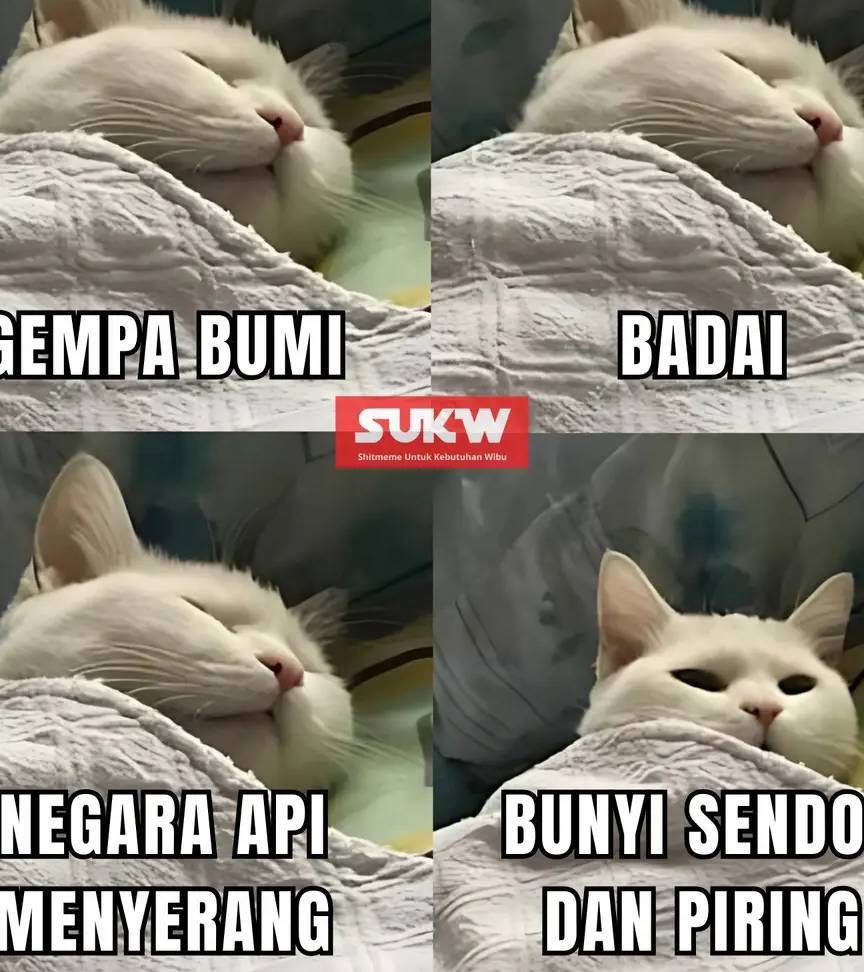 GEMPA BUMI
BADAI
SUKW
Shitmeme Untuk Kebutuhan Wibu
NEGARA API
MENYERANG
BUNYI SENDO
DAN PIRING